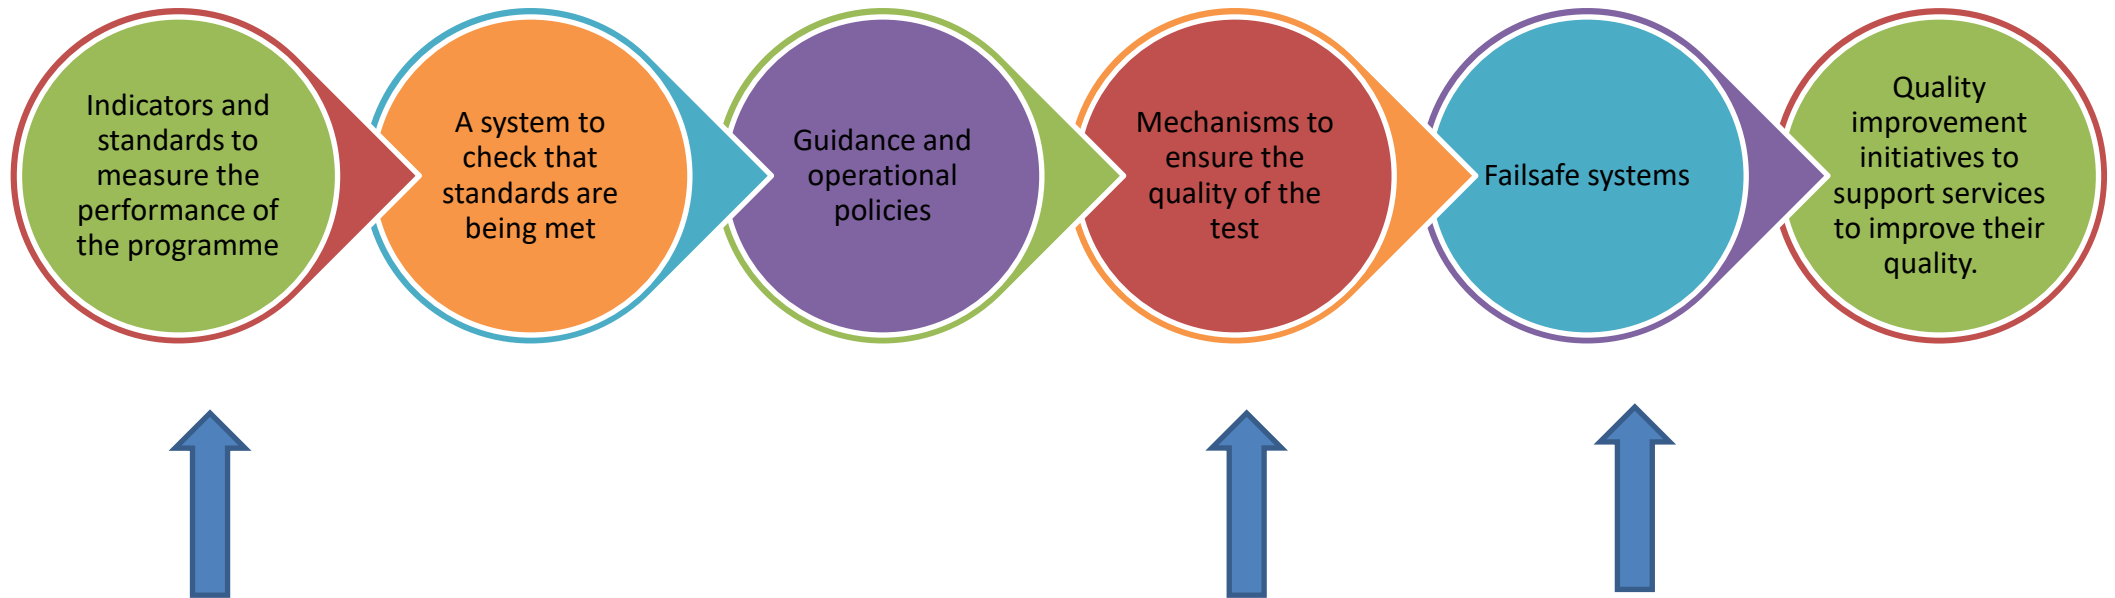 Indicators and
standards to
measure the
performance of
the programme
A system to
check that
standards are
being met
Guidance and
operational
policies
Mechanisms to
ensure the
quality of the
test
Failsafe systems
Quality
improvement
initiatives to
support services
to improve their
quality.